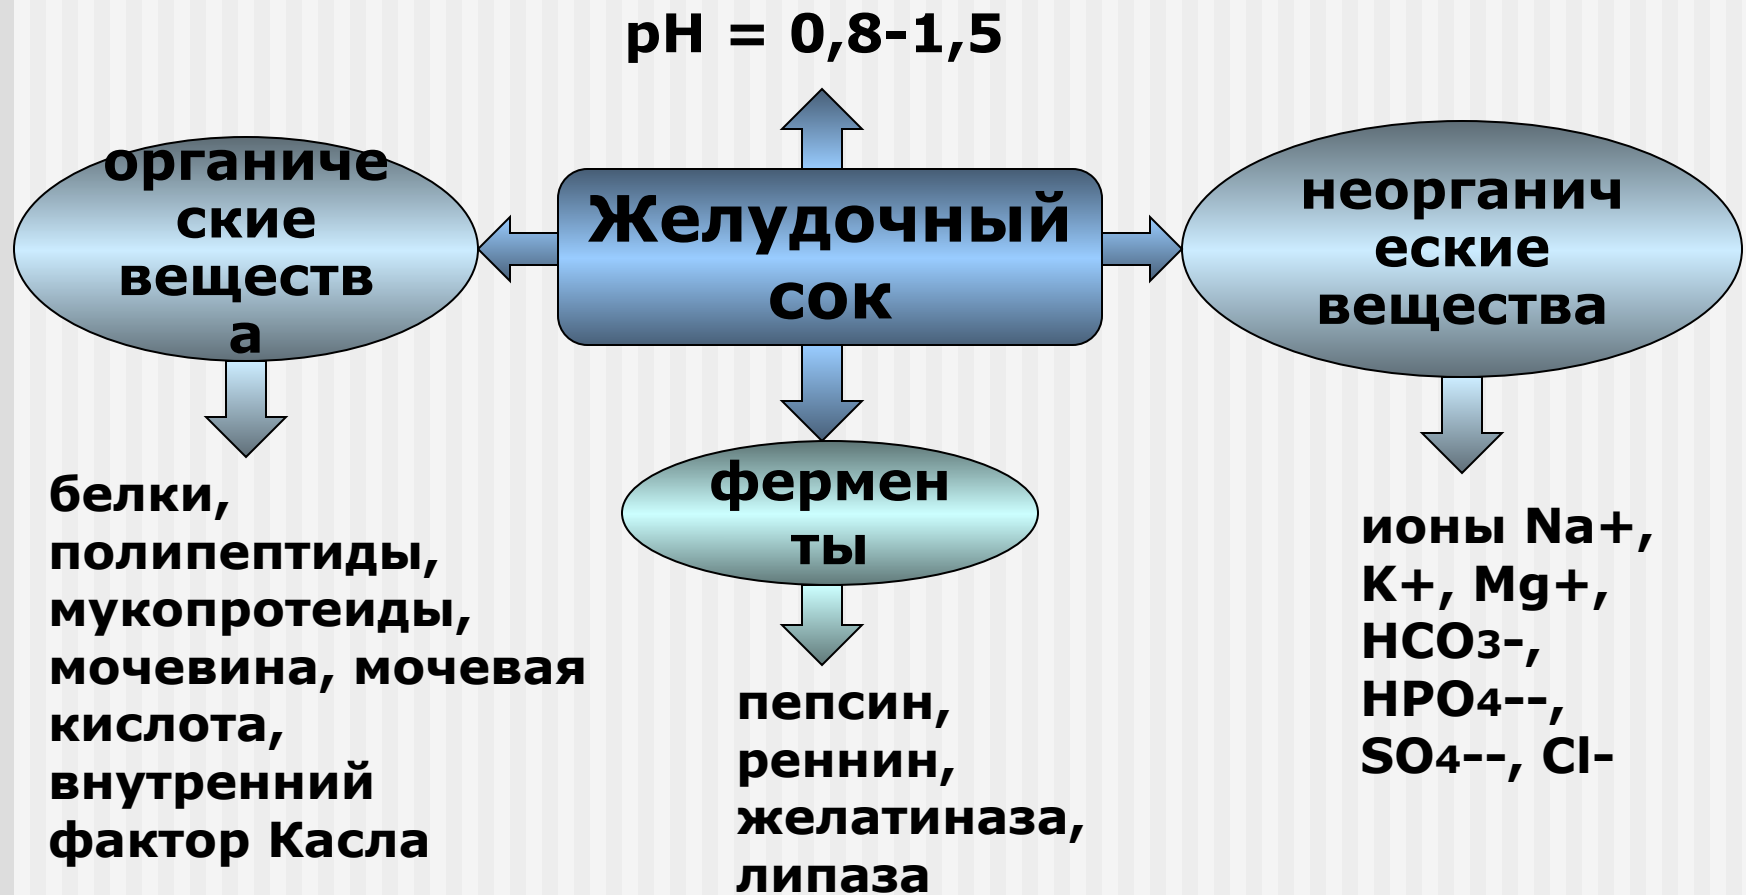 pH = 0,8-1,5
органиче
ские
веществ
а
Желудочный
сок
неорганич
еские
вещества
фермен
ты
белки,
полипептиды,
мукопротеиды,
мочевина, мочевая
кислота,
внутренний
фактор Касла
пепсин,
реннин,
желатиназа,
липаза
ионы Na+,
K+, Mg+,
HCO3-,
HPO4--,
SO4--, Cl-